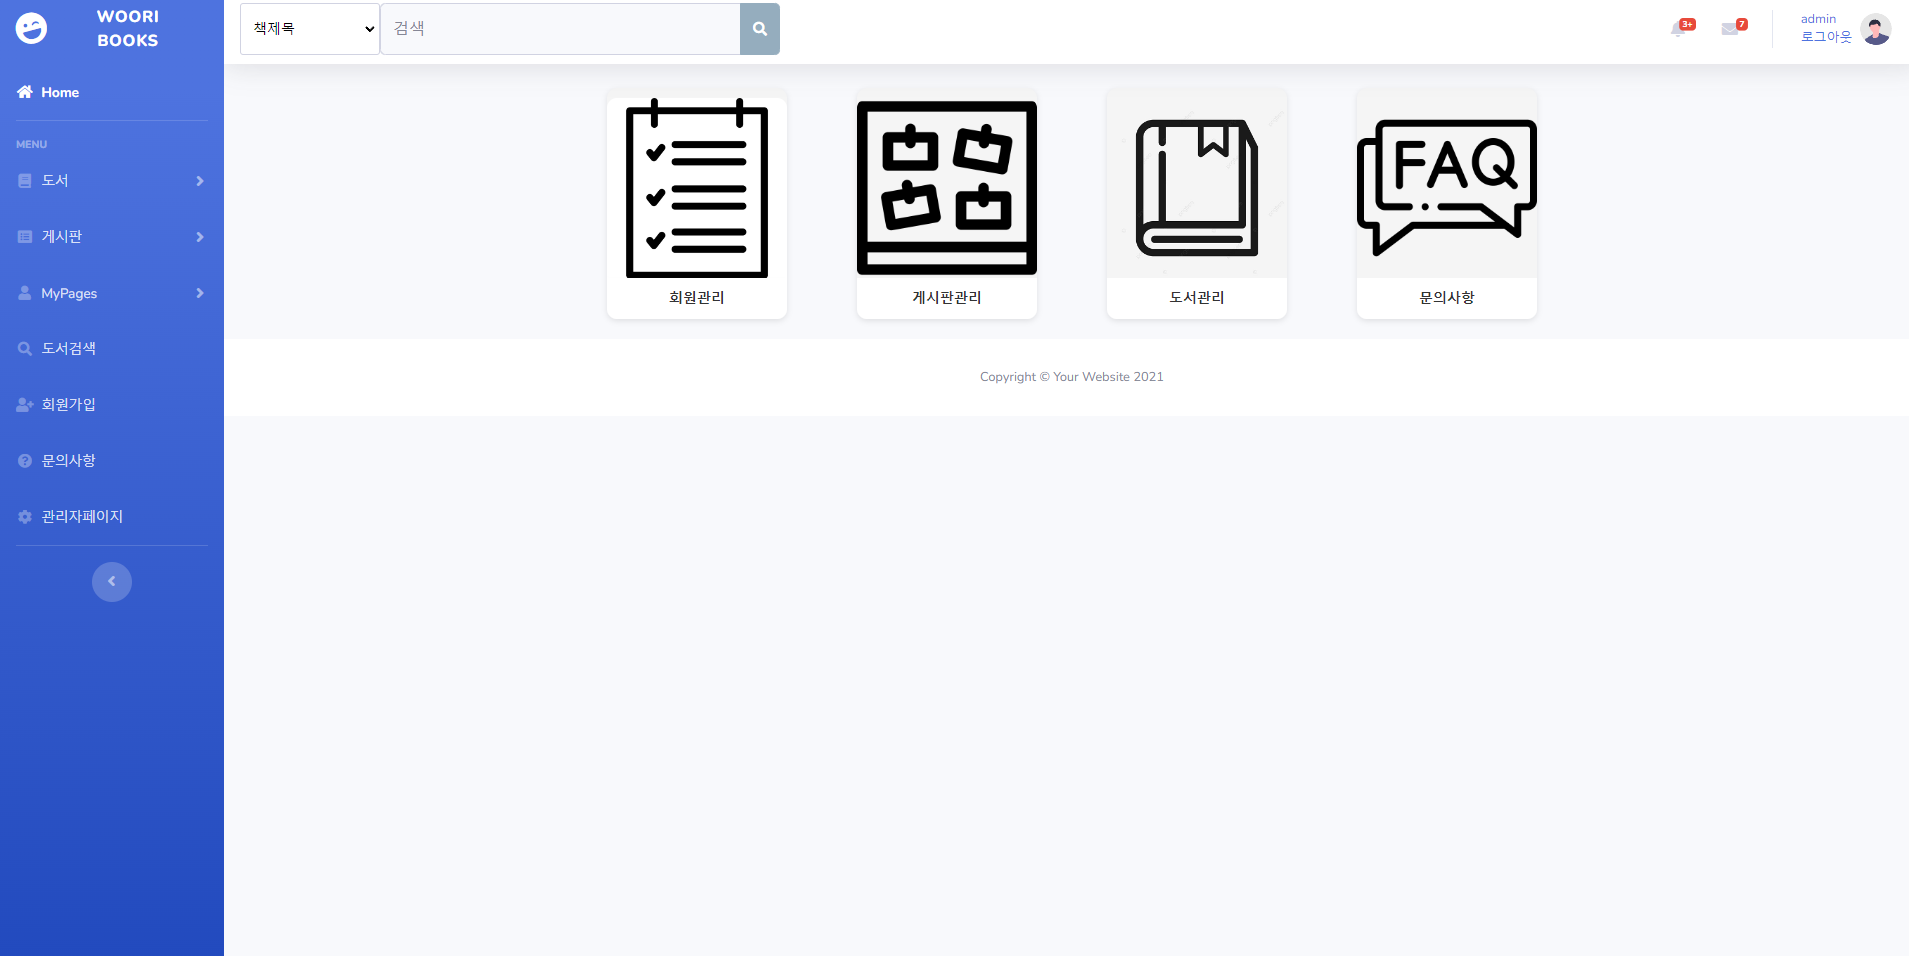 WOORI
BOOKS
Home
MENU
도서
게시판
MyPages
도서검색
회원가입
문의사항
관리자페이지
책제목
검색
3+
7
admin
로그아웃
FAQ
회원관리
게시판관리
도서관리
문의사항
Copyright © Your Website 2021